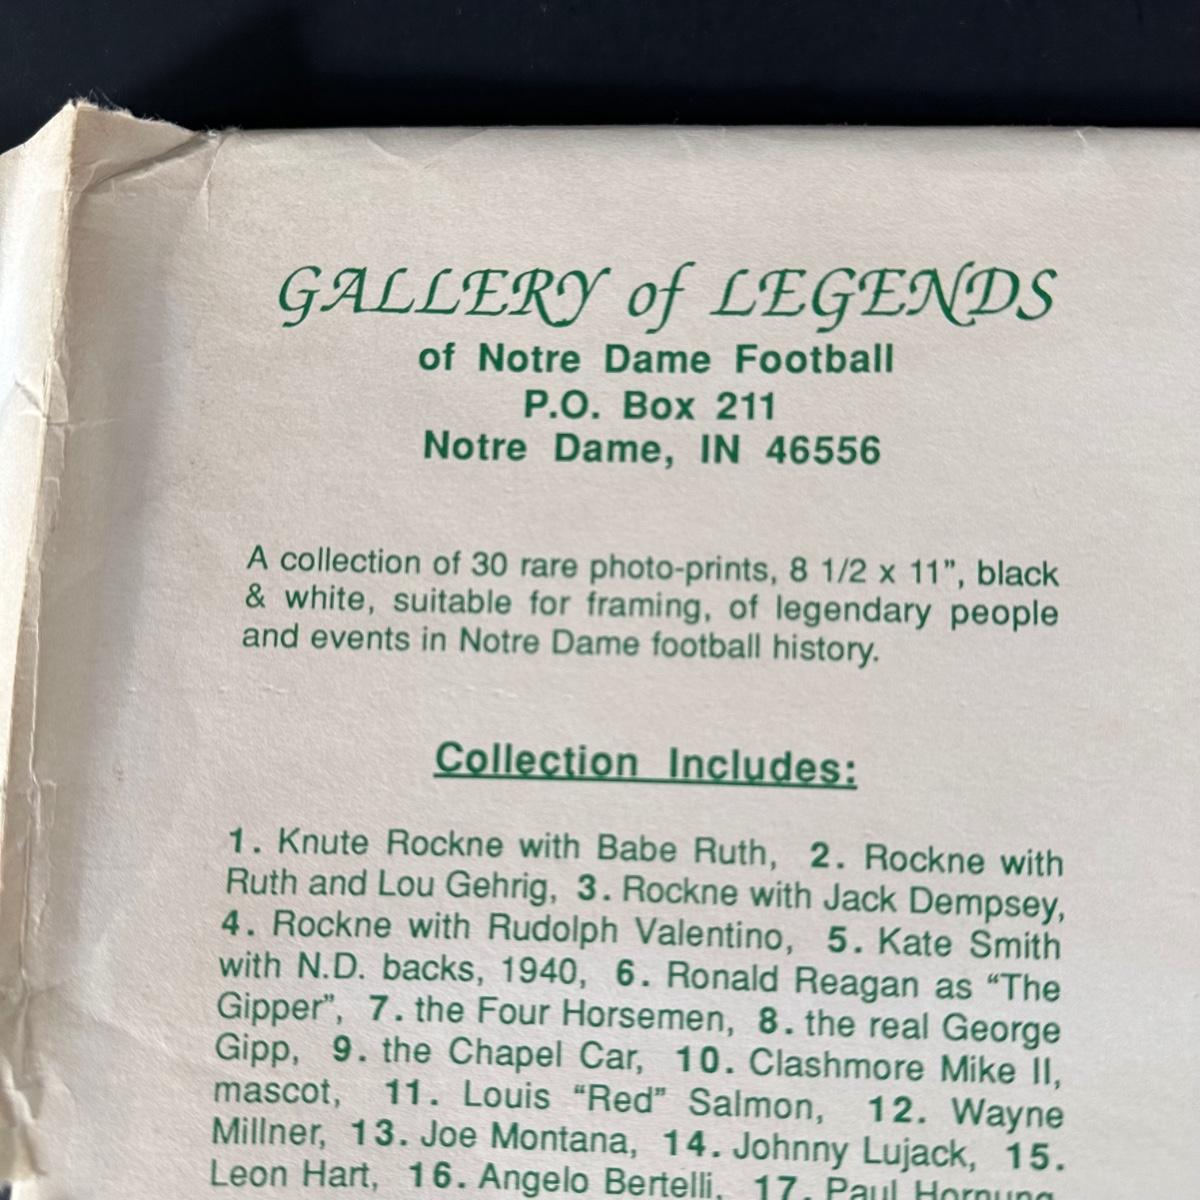 GALLERY of LEGENDS
of Notre Dame Football
P.O. Box 211
Notre Dame, IN 46556
A collection of 30 rare photo-prints, 8 1/2 x 11”, black
& white, suitable for framing, of legendary people
and events in Notre Dame football history.
Collection Includes:
1. Knute Rockne with Babe Ruth, 2. Rockne with
Ruth and Lou Gehrig, 3. Rockne with Jack Dempsey,
4. Rockne with Rudolph Valentino, 5. Kate Smith
with N.D. backs, 1940, 6. Ronald Reagan as “The
Gipper”, 7. the Four Horsemen, 8. the real George
Gipp, 9. the Chapel Car, 10. Clashmore Mike II,
mascot, 11. Louis “Red” Salmon, 12. Wayne
Millner, 13. Joe Montana, 14. Johnny Lujack, 15.
Leon Hart, 16. Angelo Bertelli, 17. Paul Hornung,